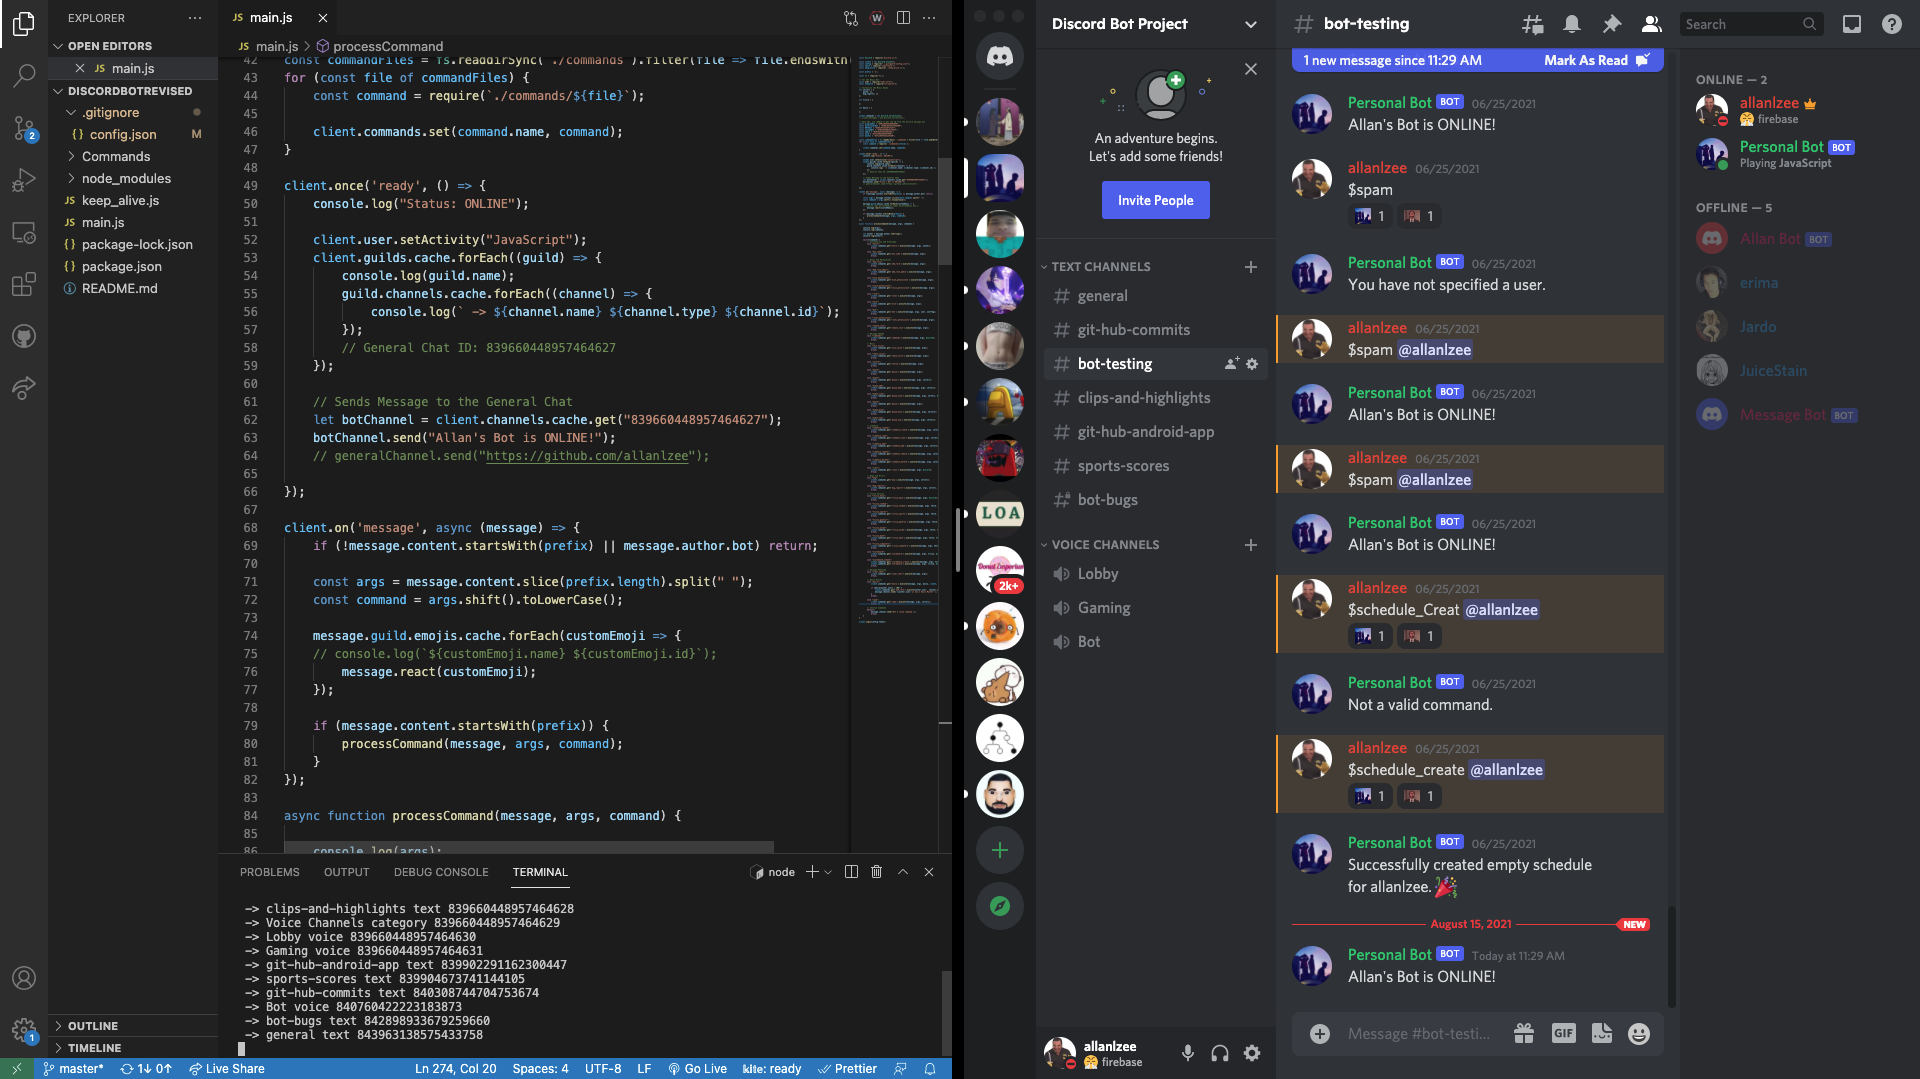 EXPLORER
OPEN EDITORS
JS main.js
DISCORDBOTREVISED
.gitignore
{} config.json M
Commands
node_modules
JS keep_alive.js
JS main.js
{} package-lock.json
{} package.json
README.md
OUTLINE
TIMELINE
2
1
JS main.js
JS main.js > processCommand
42 const commandFiles = fs.readdirSync('./commands').filter(file => file.endsWith
43 for (const file of commandFiles) {
44 const command = require(`./commands/${file}`);
45
46 client.commands.set(command.name, command);
47 }
48
49 client.once('ready', () => {
50 console.log("Status: ONLINE");
51
52 client.user.setActivity("JavaScript");
53 client.guilds.cache.forEach((guild) => {
54 console.log(guild.name);
55 guild.channels.cache.forEach((channel) => {
56 console.log(` -> ${channel.name} ${channel.type} ${channel.id}`);
57 });
58 // General Chat ID: 839660448957464627
59 });
60
61 // Sends Message to the General Chat
62 let botChannel = client.channels.cache.get("839660448957464627");
63 botChannel.send("Allan's Bot is ONLINE!");
64 // generalChannel.send("https://github.com/allanlzee");
65
66 });
67
68 client.on('message', async (message) => {
69 if (!message.content.startsWith(prefix) || message.author.bot) return;
70
71 const args = message.content.slice(prefix.length).split(" ");
72 const command = args.shift().toLowerCase();
73
74 message.guild.emojis.cache.forEach(customEmoji => {
75 // console.log(`${customEmoji.name} ${customEmoji.id}`);
76 message.react(customEmoji);
77 });
78
79 if (message.content.startsWith(prefix)) {
80 processCommand(message, args, command);
81 }
82 });
83
84 async function processCommand(message, args, command) {
85
86 console.log(args);
PROBLEMS OUTPUT DEBUG CONSOLE TERMINAL node
-> clips-and-highlights text 839660448957464628
-> Voice Channels category 839660448957464629
-> Lobby voice 839660448957464630
-> Gaming voice 839660448957464631
-> git-hub-android-app text 839902291162300447
-> sports-scores text 839904673741144105
-> git-hub-commits text 840308744704753674
-> Bot voice 840760422223183873
-> bot-bugs text 842898933679259660
-> general text 843963138575433758
master* 1↓ 0↑ Live Share Ln 274, Col 20 Spaces: 4 UTF-8 LF Go Live kite: ready Prettier
LOA
Donut Emporium
2k+
Discord Bot Project
An adventure begins.
Let's add some friends!
Invite People
TEXT CHANNELS
general
git-hub-commits
bot-testing
clips-and-highlights
git-hub-android-app
sports-scores
bot-bugs
VOICE CHANNELS
Lobby
Gaming
Bot
allanlzee
firebase
bot-testing
Search
1 new message since 11:29 AM Mark As Read
Personal Bot BOT 06/25/2021
Allan's Bot is ONLINE!
allanlzee 06/25/2021
$spam
1 1
Personal Bot BOT 06/25/2021
You have not specified a user.
allanlzee 06/25/2021
$spam @allanlzee
Personal Bot BOT 06/25/2021
Allan's Bot is ONLINE!
allanlzee 06/25/2021
$spam @allanlzee
Personal Bot BOT 06/25/2021
Allan's Bot is ONLINE!
allanlzee 06/25/2021
$schedule_Creat @allanlzee
1 1
Personal Bot BOT 06/25/2021
Not a valid command.
allanlzee 06/25/2021
$schedule_create @allanlzee
1 1
Personal Bot BOT 06/25/2021
Successfully created empty schedule
for allanlzee.
August 15, 2021 NEW
Personal Bot BOT Today at 11:29 AM
Allan's Bot is ONLINE!
Message #bot-testi...
GIF
ONLINE — 2
allanlzee
firebase
Personal Bot BOT
Playing JavaScript
OFFLINE — 5
Allan Bot BOT
erima
Jardo
JuiceStain
Message Bot BOT